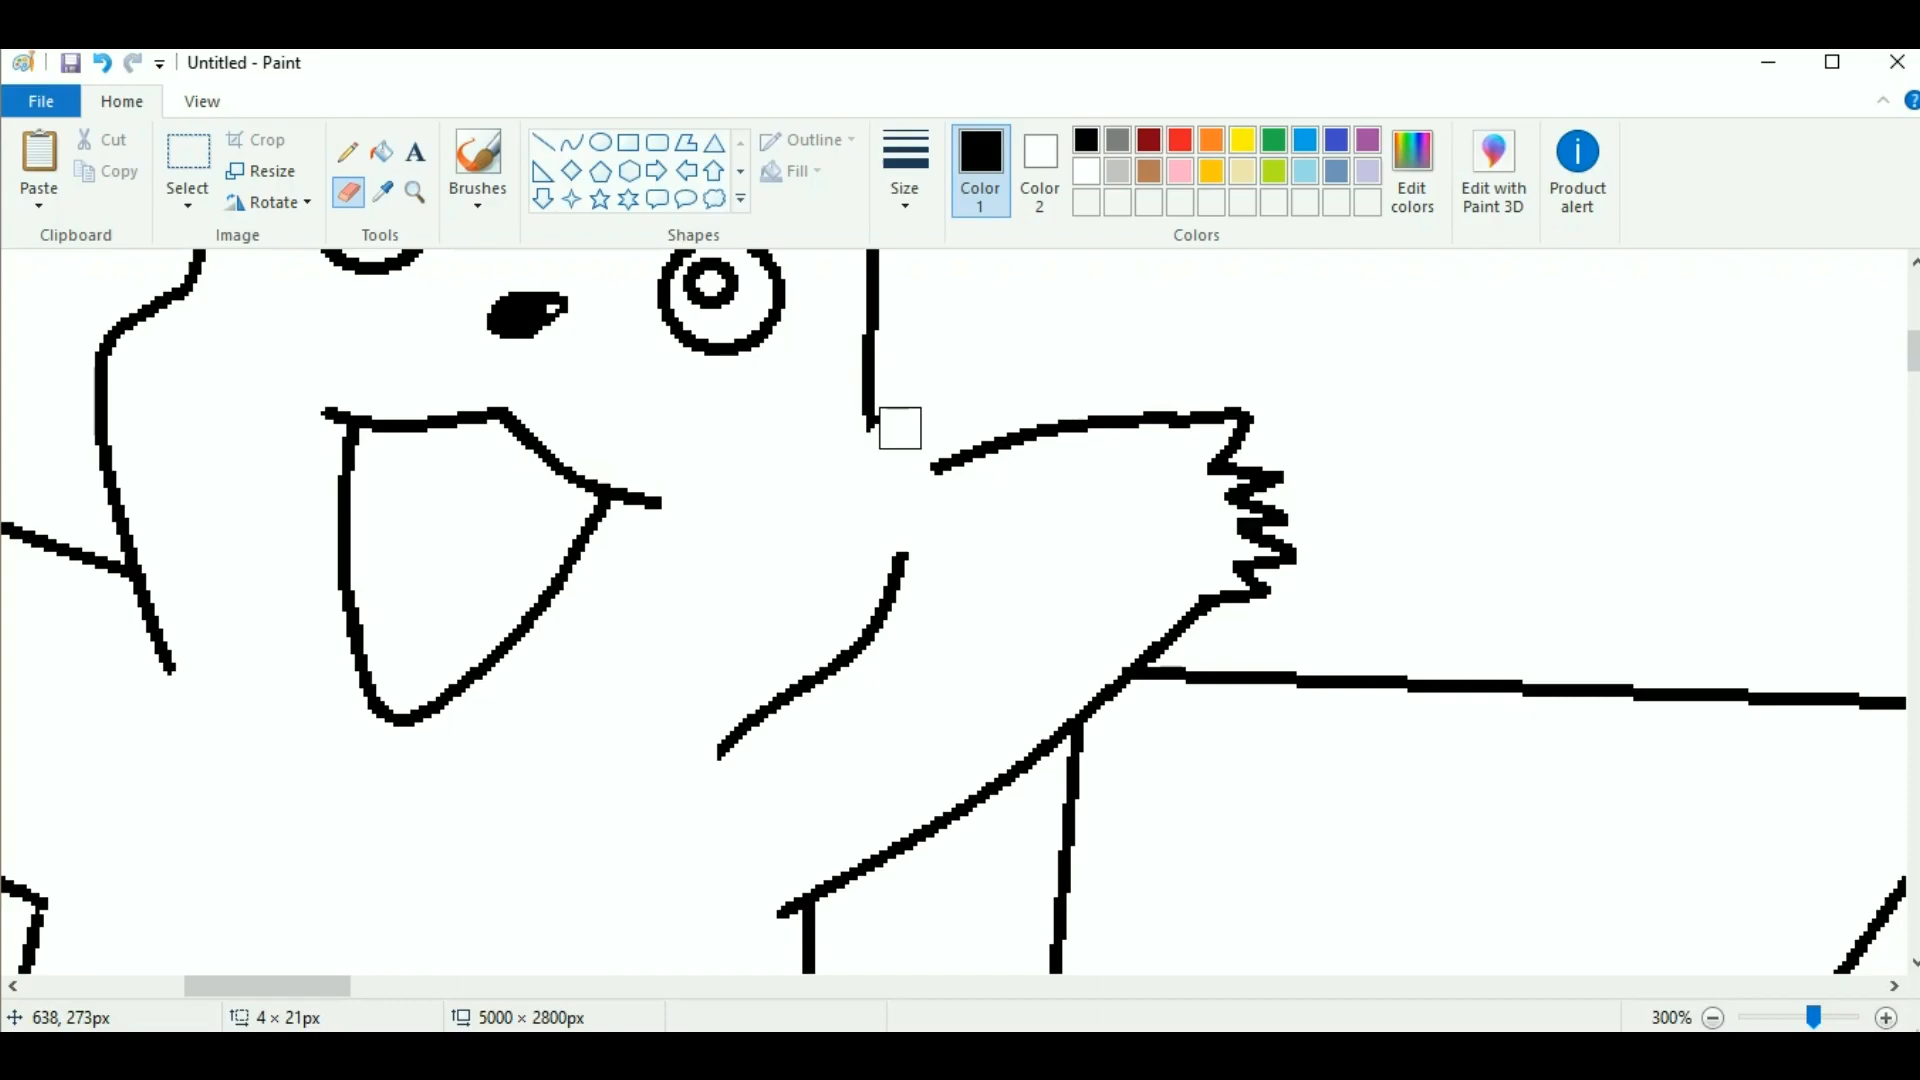 Untitled - Paint
File Home View
Paste Cut Copy Select Crop Resize Rotate A Brushes Outline Fill Size Color 1 Color 2 Edit colors Edit with Paint 3D Product alert
Clipboard Image Tools Shapes Colors
638, 273px 4 × 21px 5000 × 2800px 300%